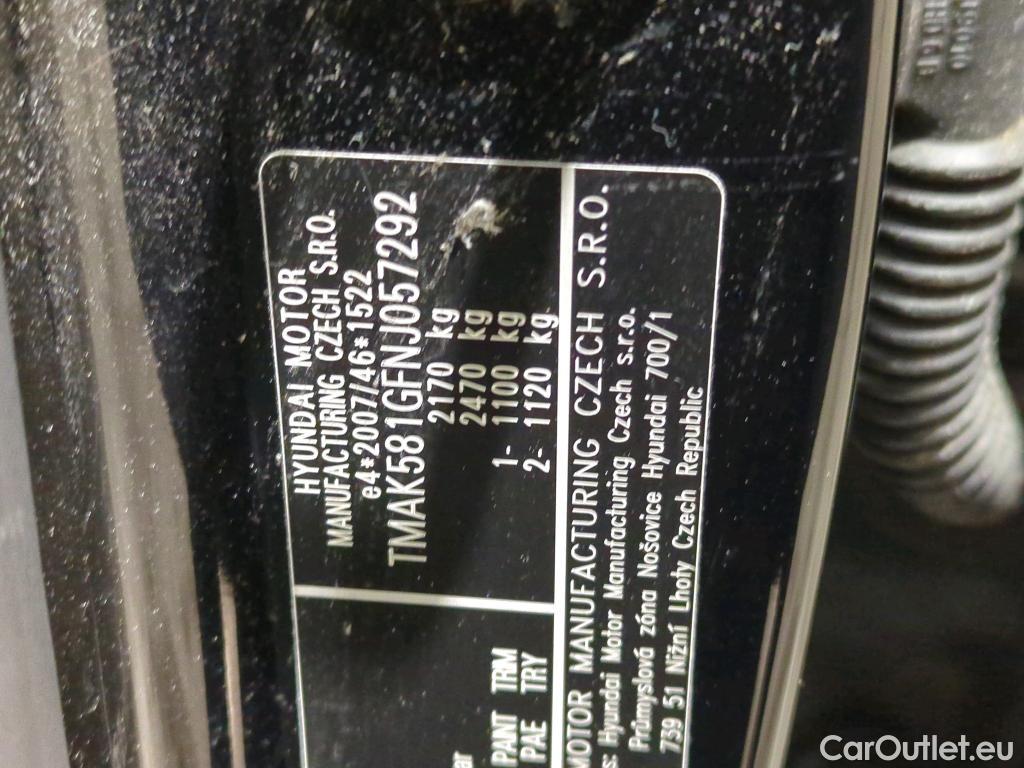 HYUNDAI MOTOR
MANUFACTURING CZECH S.R.O.
e4*2007/46*1522
TMAK581GFNJ057292
2170 kg
2470 kg
1- 1100 kg
2- 1120 kg
PANT TRM
PAE TRY
MOTOR MANUFACTURING CZECH S.R.O.
s: Hyundai Motor Manufacturing Czech s.r.o.
Průmyslová zóna Nošovice Hyundai 700/1
739 51 Nižní Lhoty Czech Republic
CarOutlet.eu